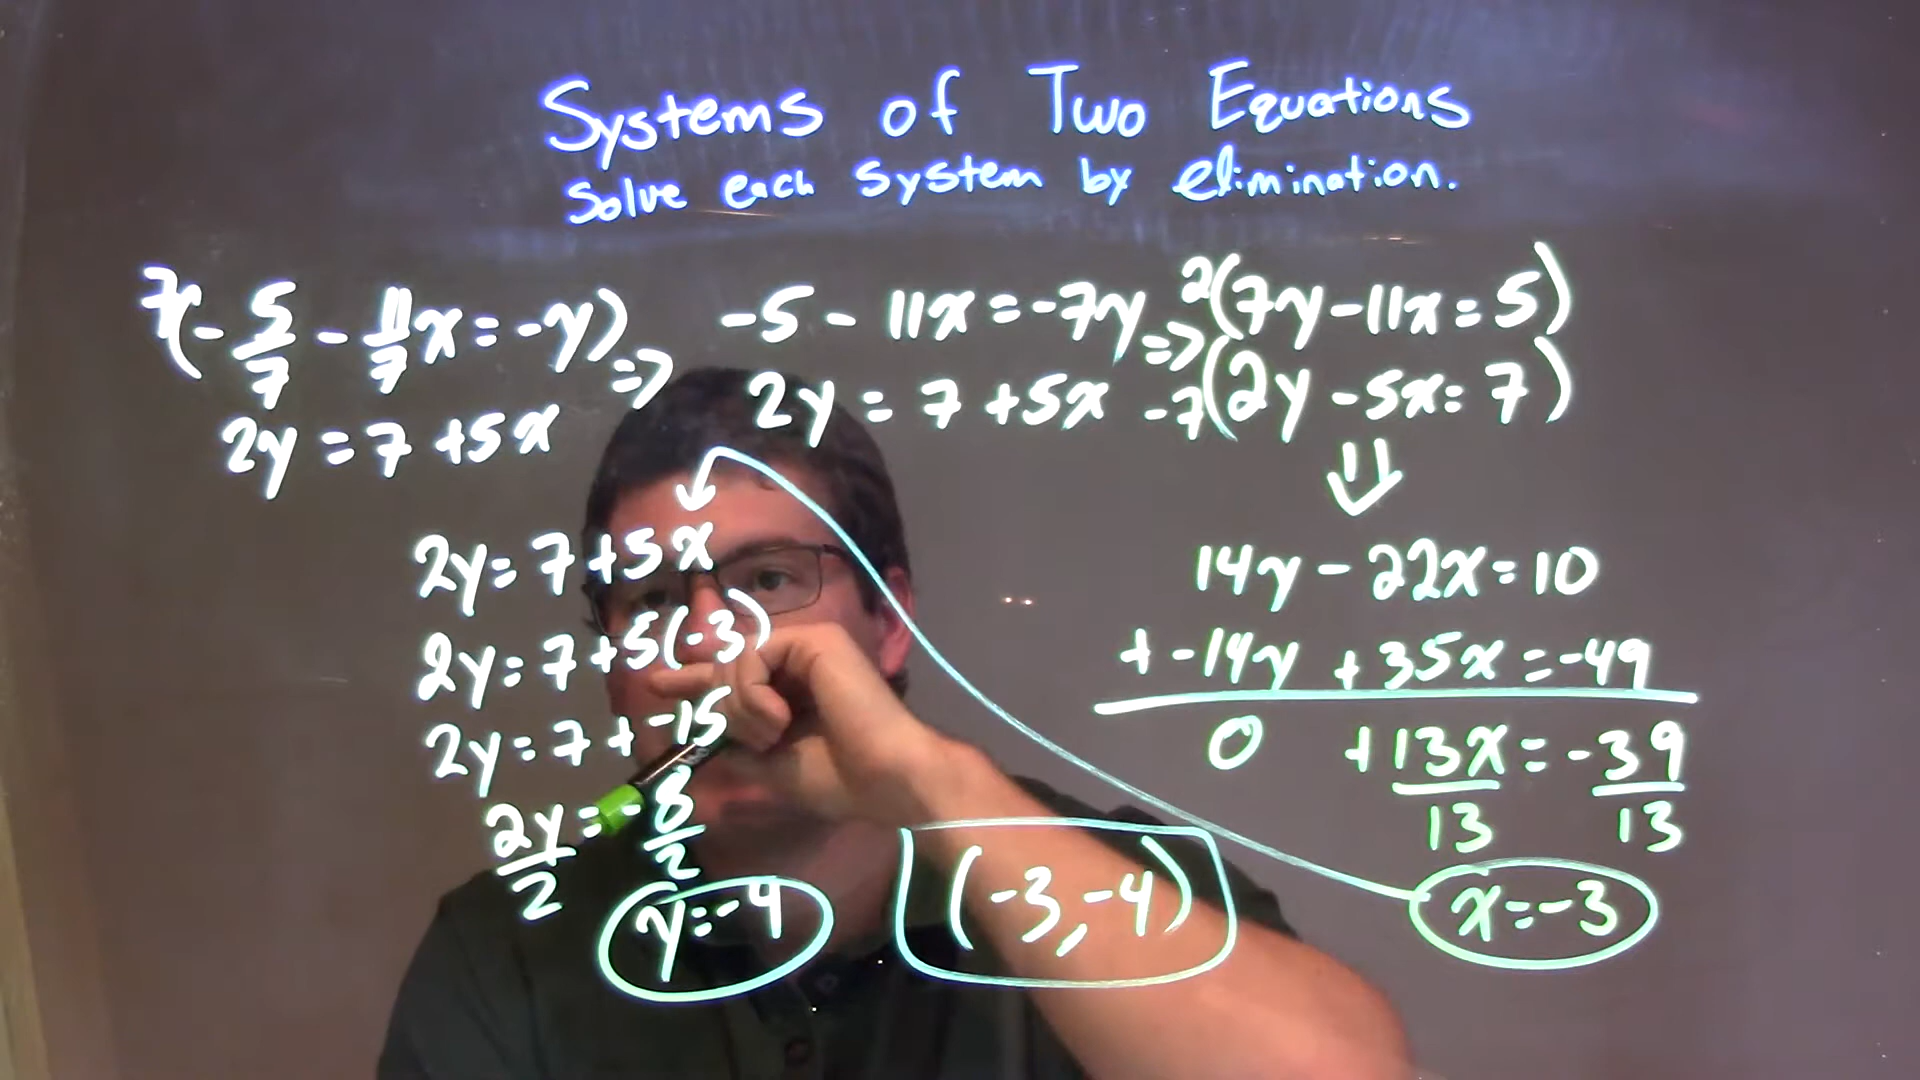 Systems of Two Equations
Solve each system by elimination.
7(-5/7 - 11/7x = -y) =>
2y = 7 + 5x
-5 - 11x = -7y =>
2y = 7 + 5x
2(7y - 11x = 5)
-7(2y - 5x = 7)
⇓
14y - 22x = 10
+ -14y + 35x = -49
0 + 13x/13 = -39/13
x = -3
2y = 7 + 5x
2y = 7 + 5(-3)
2y = 7 + -15
2y/2 = -8/2
y = -4
(-3, -4)